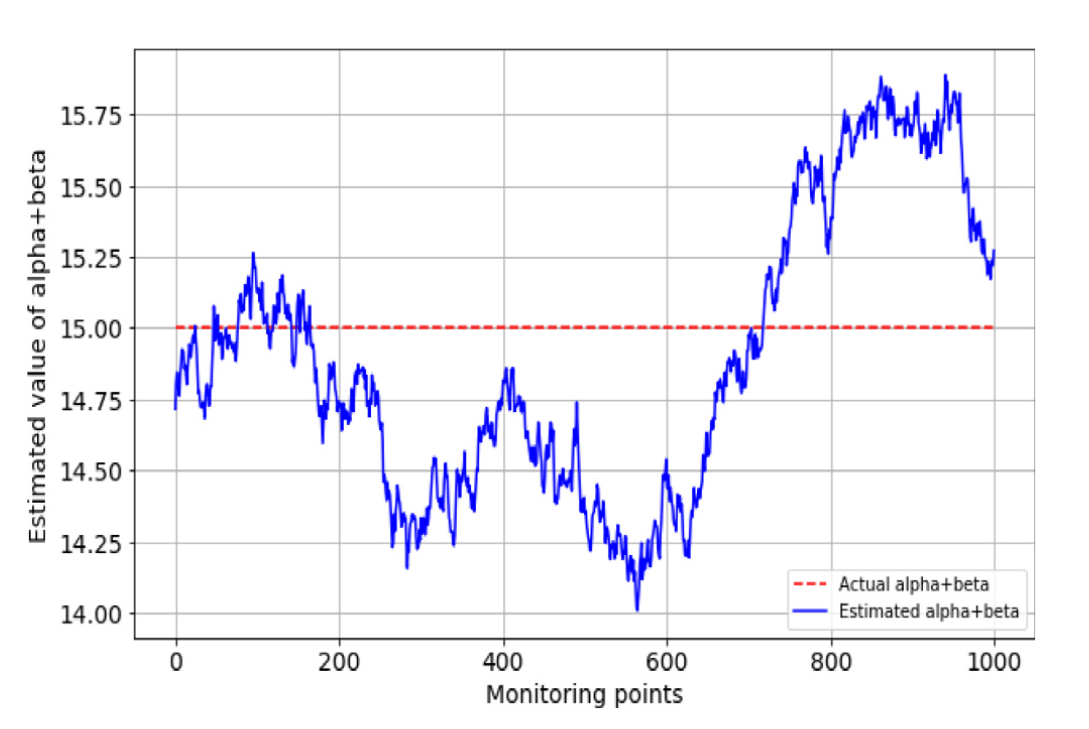 Estimated value of alpha+beta
15.75
15.50
15.25
15.00
14.75
14.50
14.25
14.00
Actual alpha+beta
Estimated alpha+beta
0 200 400 600 800 1000
Monitoring points